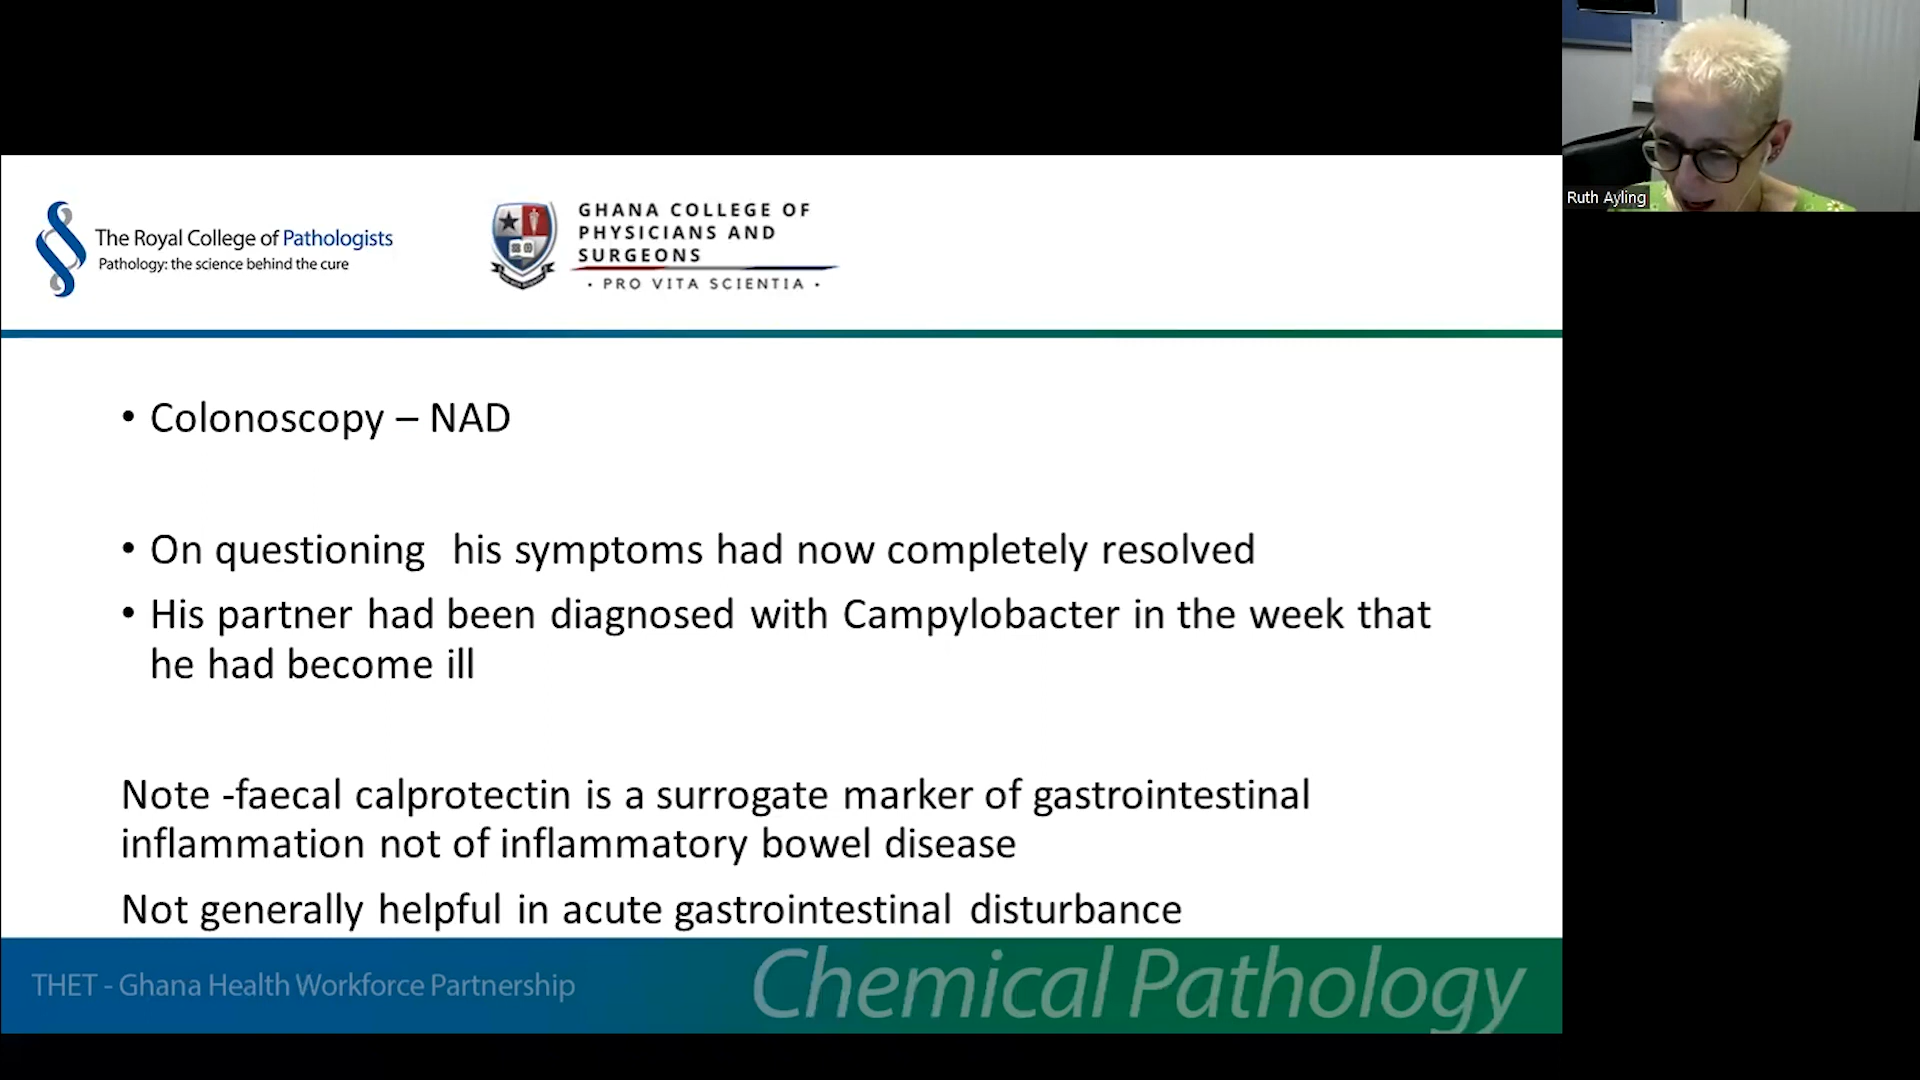 Ruth Ayling
The Royal College of Pathologists
Pathology: the science behind the cure
GHANA COLLEGE OF
PHYSICIANS AND
SURGEONS
· PRO VITA SCIENTIA ·
• Colonoscopy – NAD
• On questioning his symptoms had now completely resolved
• His partner had been diagnosed with Campylobacter in the week that
he had become ill
Note -faecal calprotectin is a surrogate marker of gastrointestinal
inflammation not of inflammatory bowel disease
Not generally helpful in acute gastrointestinal disturbance
THET - Ghana Health Workforce Partnership
Chemical Pathology